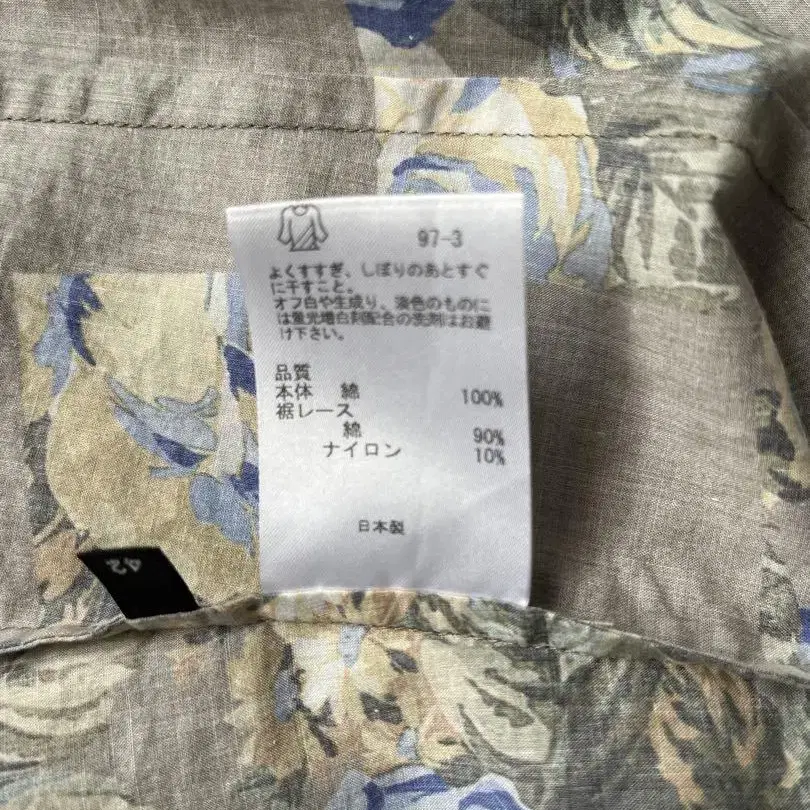 97-3
よくすすぎ、しぼりのあとすぐ
に干すこと。
オフ白や生成り、淡色のものに
は蛍光増白剤配合の洗剤はお避
け下さい。
品質
本体 綿 100%
裾レース
綿 90%
ナイロン 10%
日本製
42